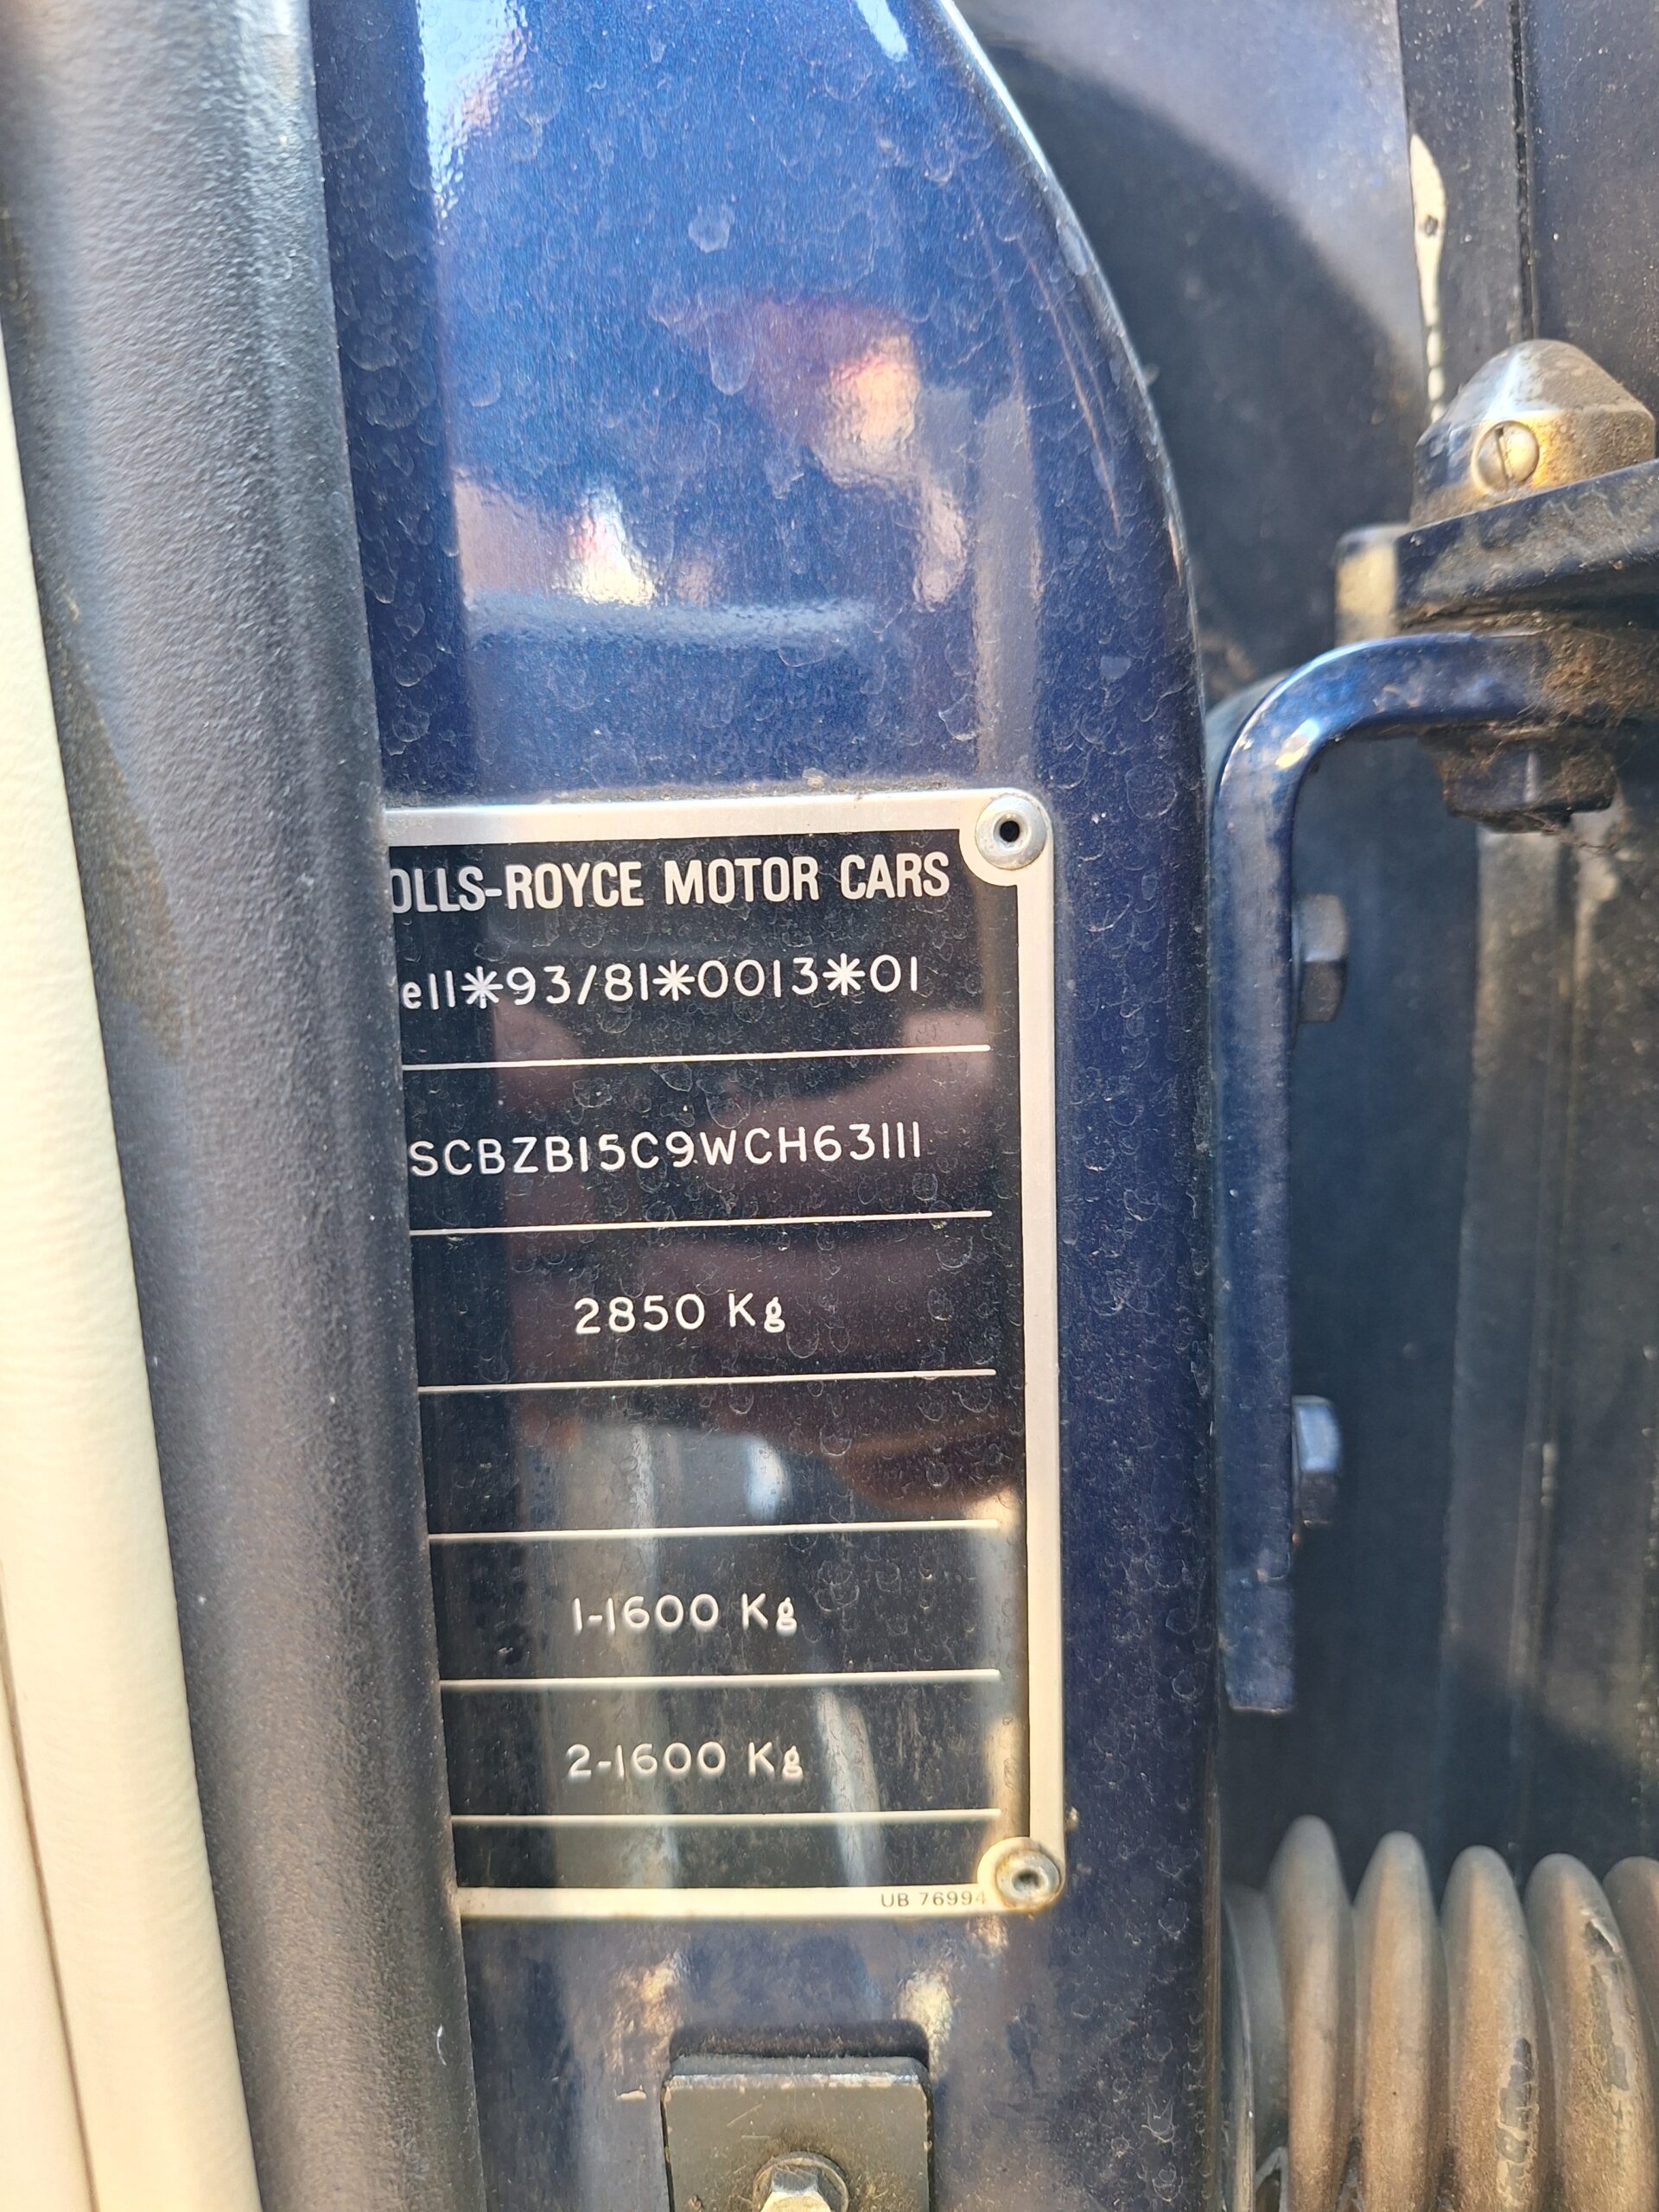 OLLS-ROYCE MOTOR CARS
e11*93/81*0013*01
SCBZB15C9WCH63111
2850 Kg
1-1600 Kg
2-1600 Kg
UB 76994